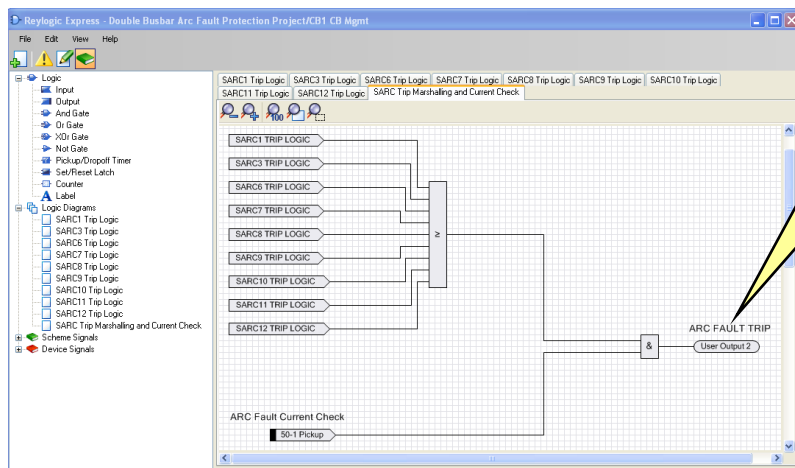 Reylogic Express - Double Busbar Arc Fault Protection Project/CB1 CB Mgmt
File Edit View Help
Logic
Input
Output
And Gate
Or Gate
XOr Gate
Not Gate
Pickup/Dropoff Timer
Set/Reset Latch
Counter
A Label
Logic Diagrams
SARC1 Trip Logic
SARC3 Trip Logic
SARC6 Trip Logic
SARC7 Trip Logic
SARC8 Trip Logic
SARC9 Trip Logic
SARC10 Trip Logic
SARC11 Trip Logic
SARC12 Trip Logic
SARC Trip Marshalling and Current Check
Scheme Signals
Device Signals
SARC1 Trip Logic SARC3 Trip Logic SARC6 Trip Logic SARC7 Trip Logic SARC8 Trip Logic SARC9 Trip Logic SARC10 Trip Logic
SARC11 Trip Logic SARC12 Trip Logic SARC Trip Marshalling and Current Check
100
SARC1 TRIP LOGIC
SARC3 TRIP LOGIC
SARC6 TRIP LOGIC
SARC7 TRIP LOGIC
SARC8 TRIP LOGIC
SARC9 TRIP LOGIC
SARC10 TRIP LOGIC
SARC11 TRIP LOGIC
SARC12 TRIP LOGIC
≥
&
ARC FAULT TRIP
User Output 2
ARC Fault Current Check
50-1 Pickup